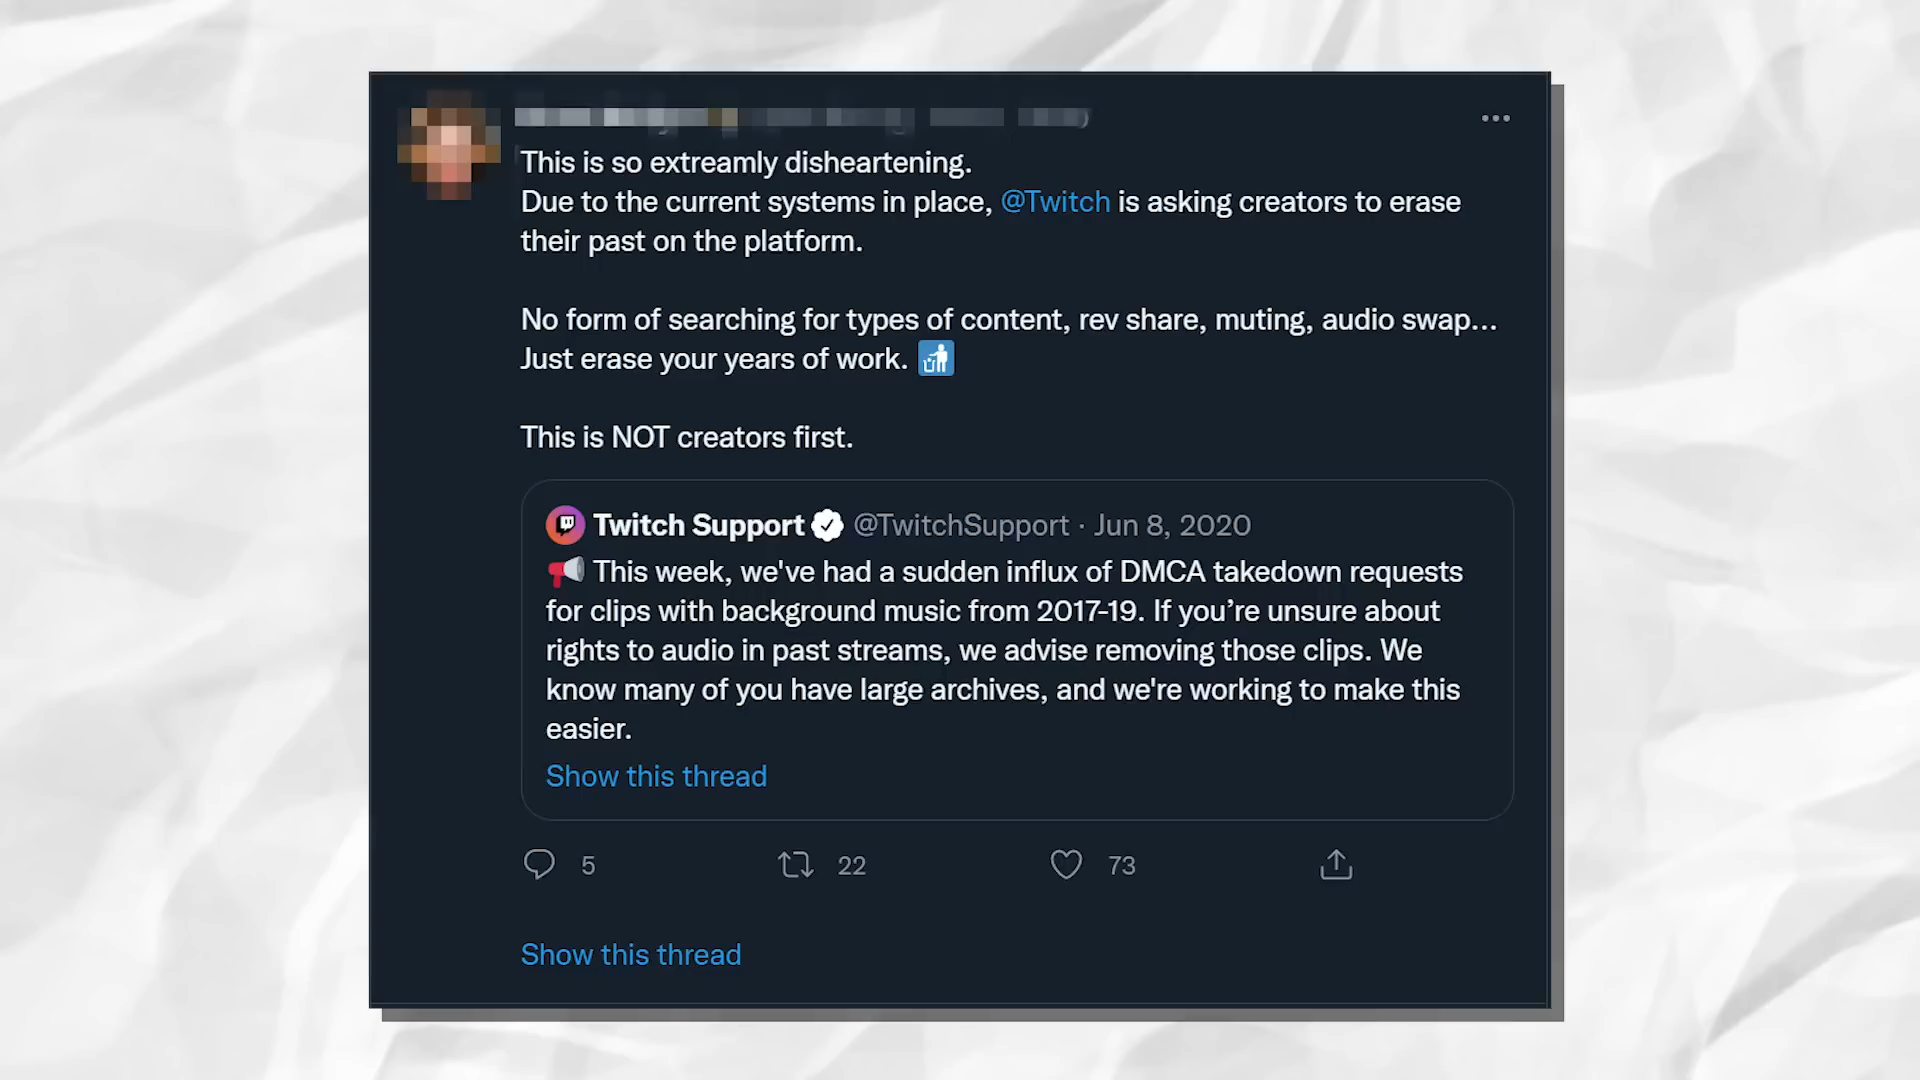 This is so extreamly disheartening.
Due to the current systems in place, @Twitch is asking creators to erase
their past on the platform.
No form of searching for types of content, rev share, muting, audio swap...
Just erase your years of work. 🚮
This is NOT creators first.
Twitch Support @TwitchSupport · Jun 8, 2020
📣 This week, we've had a sudden influx of DMCA takedown requests
for clips with background music from 2017-19. If you’re unsure about
rights to audio in past streams, we advise removing those clips. We
know many of you have large archives, and we're working to make this
easier.
Show this thread
5 22 73
Show this thread